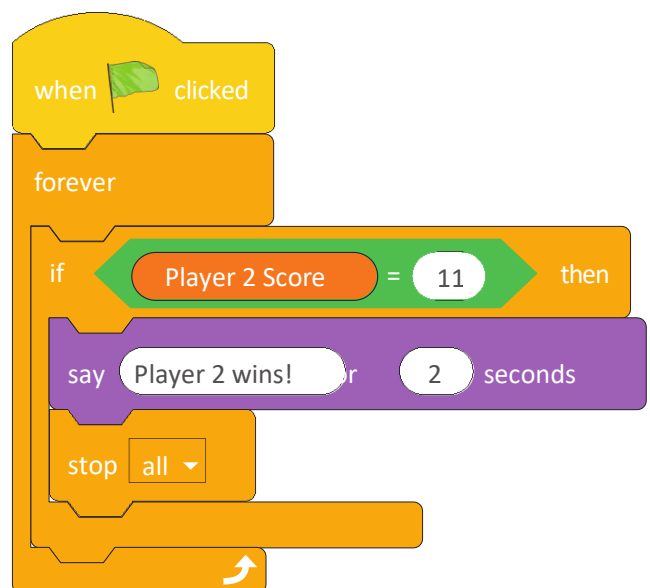 when clicked
forever
if Player 2 Score = 11 then
say Player 2 wins! r 2 seconds
stop all